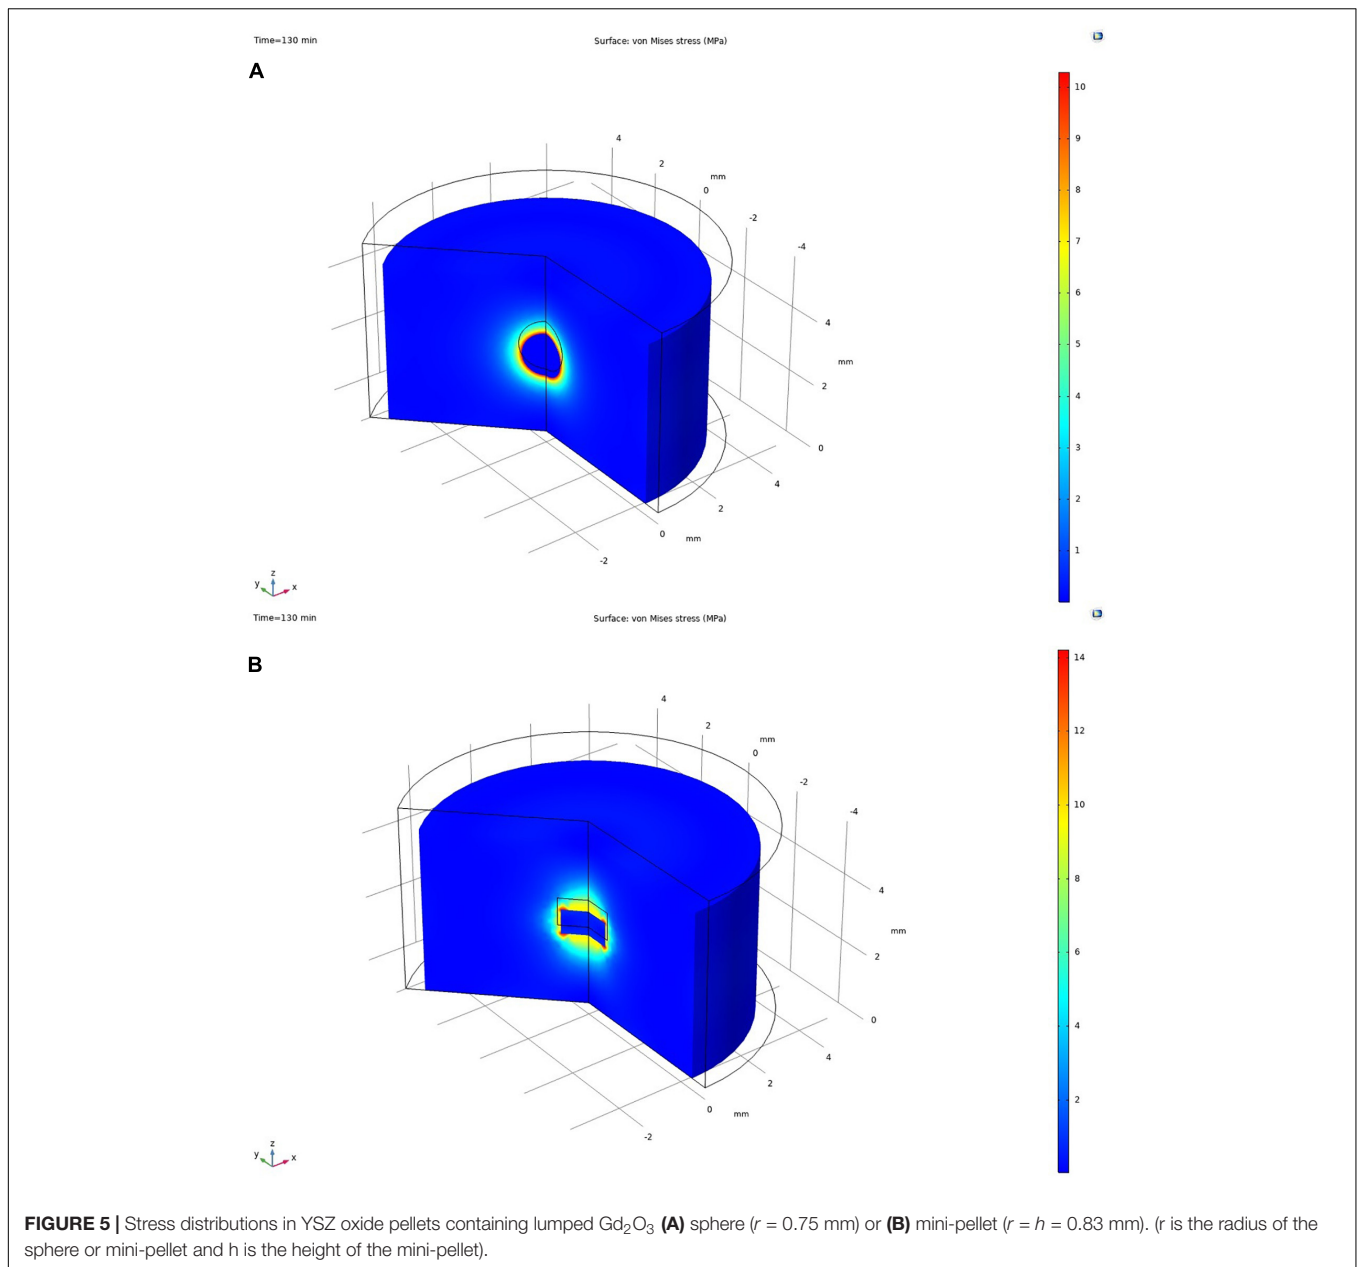 Time=130 min
Surface: von Mises stress (MPa)
A
10
9
8
7
6
5
4
3
2
1
4
2
mm
0
-2
-4
4
mm
2
0
4
2
0
mm
-2
z
y
x
Time=130 min
Surface: von Mises stress (MPa)
B
14
12
10
8
6
4
2
4
2
mm
0
-2
-4
4
mm
2
0
4
2
0
mm
-2
z
y
x
FIGURE 5 | Stress distributions in YSZ oxide pellets containing lumped Gd₂O₃ (A) sphere (r = 0.75 mm) or (B) mini-pellet (r = h = 0.83 mm). (r is the radius of the
sphere or mini-pellet and h is the height of the mini-pellet).